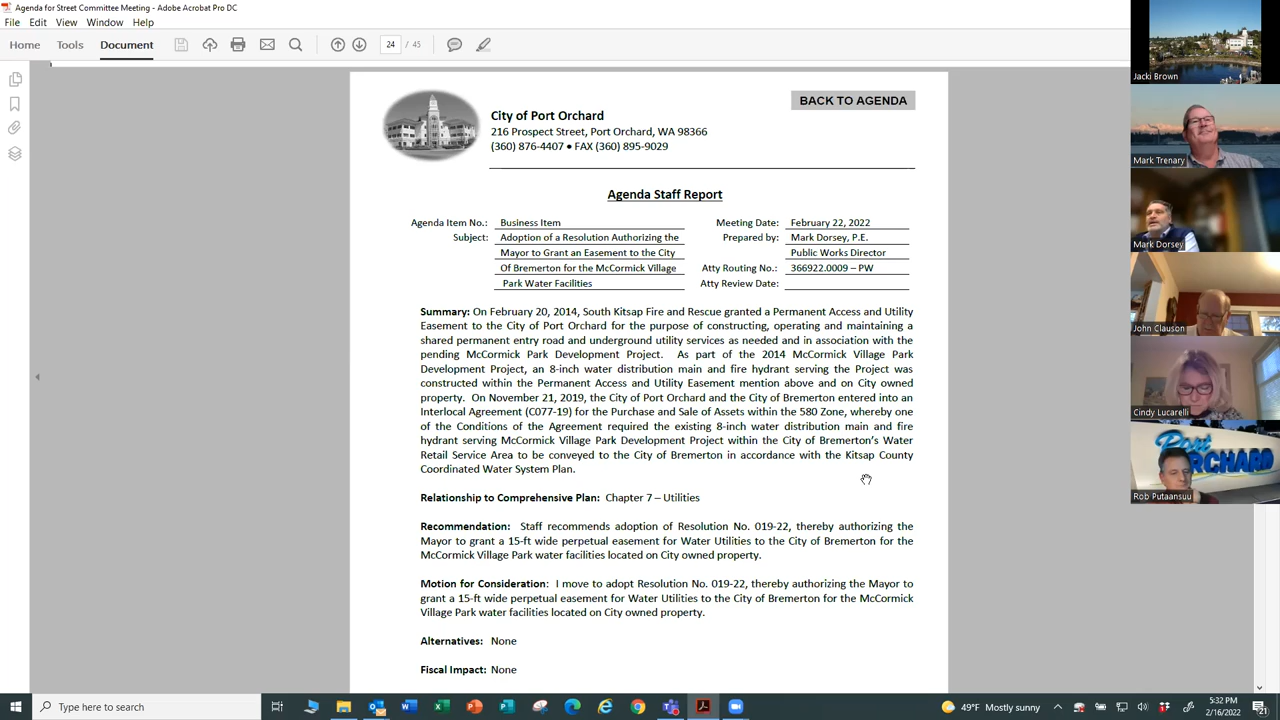 Agenda for Street Committee Meeting - Adobe Acrobat Pro DC
File Edit View Window Help
Home Tools Document 24 / 45
BACK TO AGENDA
City of Port Orchard
216 Prospect Street, Port Orchard, WA 98366
(360) 876-4407 • FAX (360) 895-9029
Agenda Staff Report
Agenda Item No.: Business Item Meeting Date: February 22, 2022
Subject: Adoption of a Resolution Authorizing the Prepared by: Mark Dorsey, P.E.
Mayor to Grant an Easement to the City Public Works Director
Of Bremerton for the McCormick Village Atty Routing No.: 366922.0009 – PW
Park Water Facilities Atty Review Date:
Summary: On February 20, 2014, South Kitsap Fire and Rescue granted a Permanent Access and Utility
Easement to the City of Port Orchard for the purpose of constructing, operating and maintaining a
shared permanent entry road and underground utility services as needed and in association with the
pending McCormick Park Development Project. As part of the 2014 McCormick Village Park
Development Project, an 8-inch water distribution main and fire hydrant serving the Project was
constructed within the Permanent Access and Utility Easement mention above and on City owned
property. On November 21, 2019, the City of Port Orchard and the City of Bremerton entered into an
Interlocal Agreement (C077-19) for the Purchase and Sale of Assets within the 580 Zone, whereby one
of the Conditions of the Agreement required the existing 8-inch water distribution main and fire
hydrant serving McCormick Village Park Development Project within the City of Bremerton's Water
Retail Service Area to be conveyed to the City of Bremerton in accordance with the Kitsap County
Coordinated Water System Plan.
Relationship to Comprehensive Plan: Chapter 7 – Utilities
Recommendation: Staff recommends adoption of Resolution No. 019-22, thereby authorizing the
Mayor to grant a 15-ft wide perpetual easement for Water Utilities to the City of Bremerton for the
McCormick Village Park water facilities located on City owned property.
Motion for Consideration: I move to adopt Resolution No. 019-22, thereby authorizing the Mayor to
grant a 15-ft wide perpetual easement for Water Utilities to the City of Bremerton for the McCormick
Village Park water facilities located on City owned property.
Alternatives: None
Fiscal Impact: None
Jacki Brown
Mark Trenary
Mark Dorsey
John Clauson
Cindy Lucarelli
Port
ORCHARD
Rob Putaansuu
Type here to search
49°F Mostly sunny
5:32 PM
2/16/2022
21